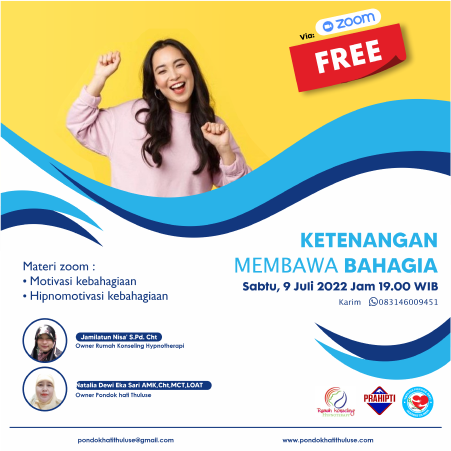 Via: zoom
FREE
KETENANGAN
MEMBAWA BAHAGIA
Sabtu, 9 Juli 2022 Jam 19.00 WIB
Karim 083146009451
Materi zoom :
• Motivasi kebahagiaan
• Hipnomotivasi kebahagiaan
Jamilatun Nisa' S.Pd. Cht
Owner Rumah Konseling Hypnotherapi
Natalia Dewi Eka Sari AMK,Cht,MCT,LOAT
Owner Pondok hati Thuluse
Rumah Konseling
PRAHIPTI
pondokhatithuluse@gmail.com
www.pondokhatithuluse.com